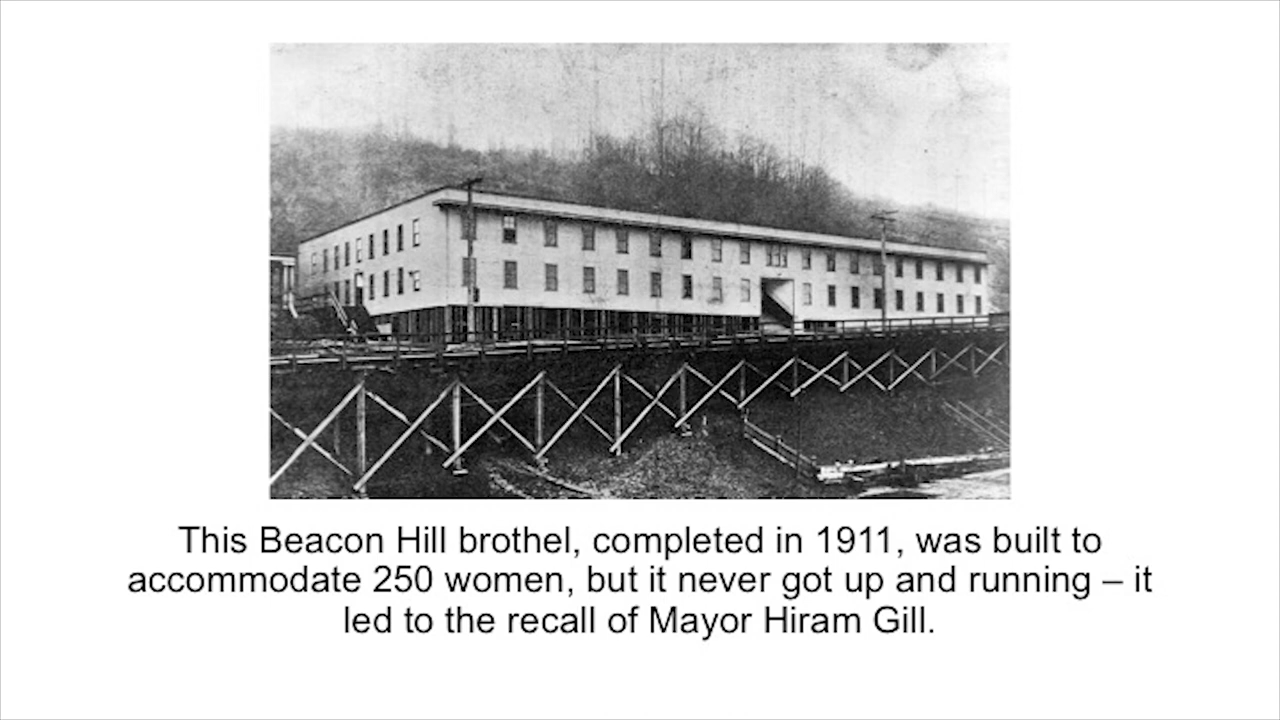 This Beacon Hill brothel, completed in 1911, was built to
accommodate 250 women, but it never got up and running – it
led to the recall of Mayor Hiram Gill.